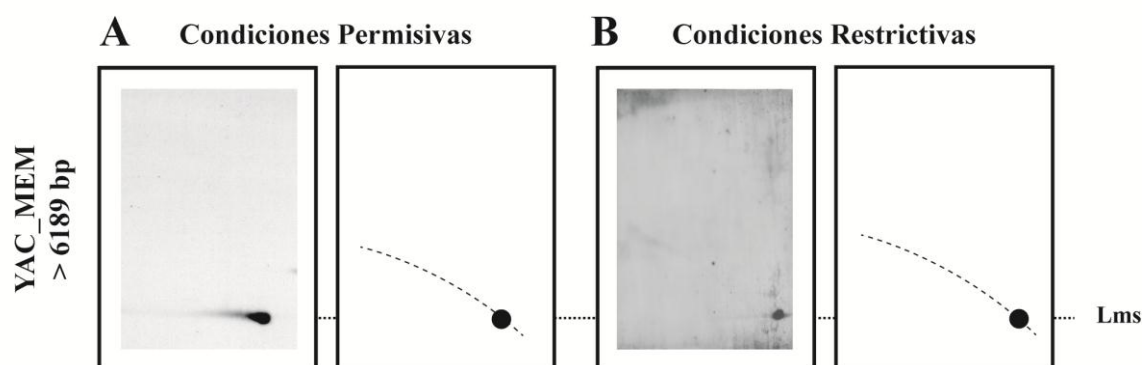 A Condiciones Permisivas
B Condiciones Restrictivas
YAC_MEM
> 6189 bp
Lms